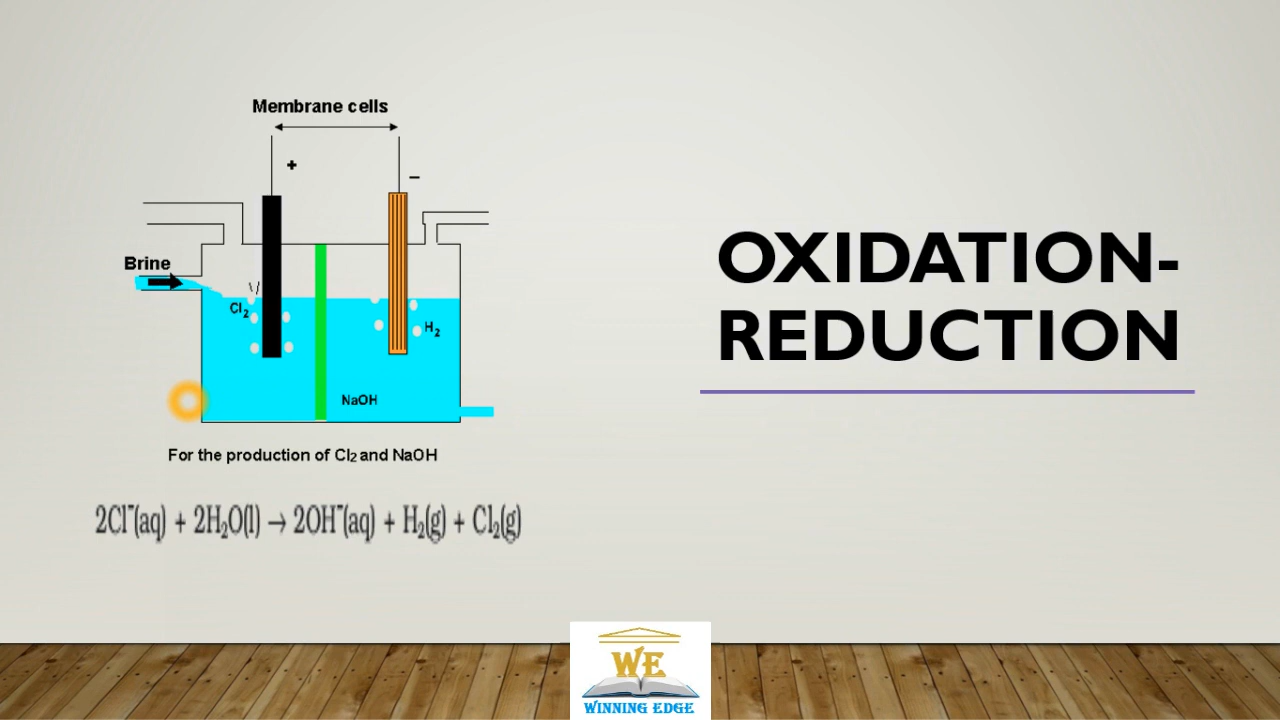 Membrane cells
+
–
Brine
Cl2
H2
NaOH
For the production of Cl2 and NaOH
2Cl⁻(aq) + 2H₂O(l) → 2OH⁻(aq) + H₂(g) + Cl₂(g)
OXIDATION-
REDUCTION
WE
WINNING EDGE